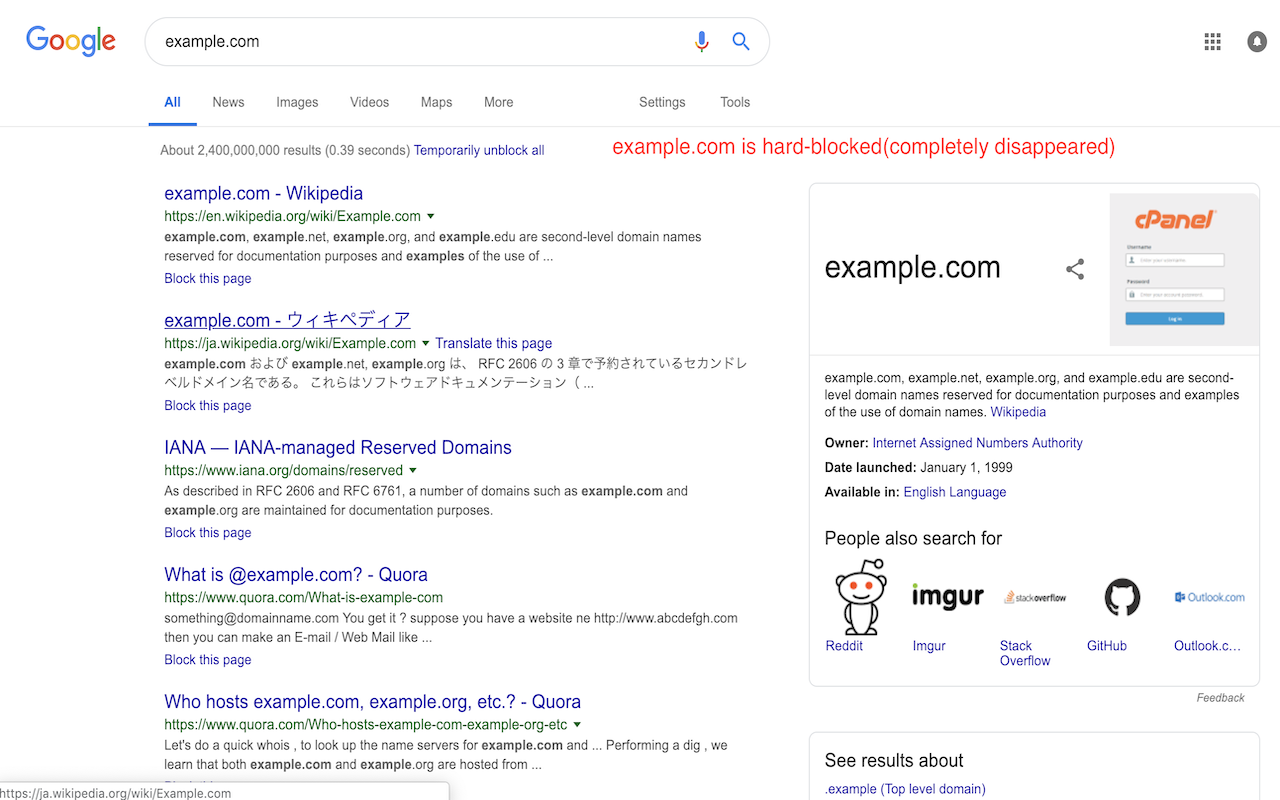 Google
example.com
All News Images Videos Maps More Settings Tools
About 2,400,000,000 results (0.39 seconds) Temporarily unblock all
example.com is hard-blocked(completely disappeared)
example.com - Wikipedia
https://en.wikipedia.org/wiki/Example.com
example.com, example.net, example.org, and example.edu are second-level domain names
reserved for documentation purposes and examples of the use of ...
Block this page
example.com - ウィキペディア
https://ja.wikipedia.org/wiki/Example.com Translate this page
example.com および example.net, example.org は、 RFC 2606 の 3 章で予約されているセカンドレ
ベルドメイン名である。 これらはソフトウェアドキュメンテーション（ ...
Block this page
IANA — IANA-managed Reserved Domains
https://www.iana.org/domains/reserved
As described in RFC 2606 and RFC 6761, a number of domains such as example.com and
example.org are maintained for documentation purposes.
Block this page
What is @example.com? - Quora
https://www.quora.com/What-is-example-com
something@domainname.com You get it ? suppose you have a website ne http://www.abcdefgh.com
then you can make an E-mail / Web Mail like ...
Block this page
Who hosts example.com, example.org, etc.? - Quora
https://www.quora.com/Who-hosts-example-com-example-org-etc
Let's do a quick whois , to look up the name servers for example.com and ... Performing a dig , we
learn that both example.com and example.org are hosted from ...
https://ja.wikipedia.org/wiki/Example.com
example.com
cPanel
Username
Enter your username.
Password
Enter your account password.
Log in
example.com, example.net, example.org, and example.edu are second-
level domain names reserved for documentation purposes and examples
of the use of domain names. Wikipedia
Owner: Internet Assigned Numbers Authority
Date launched: January 1, 1999
Available in: English Language
People also search for
imgur
stackoverflow
Outlook.com
Reddit
Imgur
Stack
Overflow
GitHub
Outlook.c...
Feedback
See results about
.example (Top level domain)